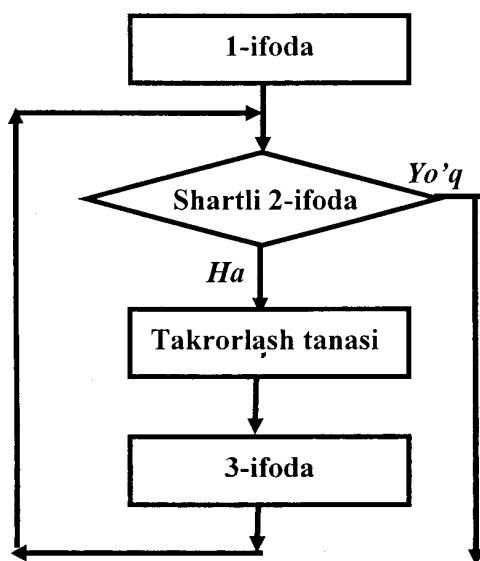 1-ifoda
Yo'q
Shartli 2-ifoda
Ha
Takrorlash tanasi
3-ifoda